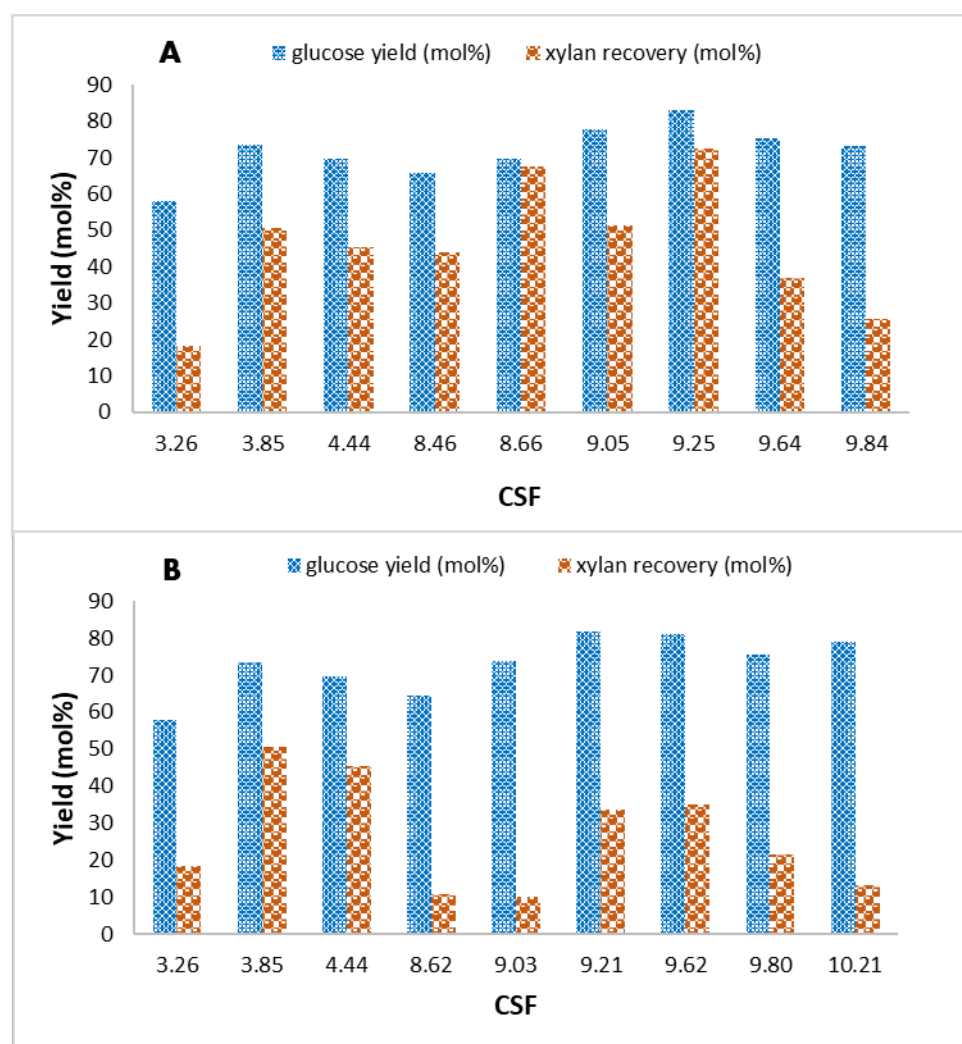 A
glucose yield (mol%) xylan recovery (mol%)
90
80
70
60
50
40
30
20
10
0
Yield (mol%)
3.26 3.85 4.44 8.46 8.66 9.05 9.25 9.64 9.84
CSF
B
glucose yield (mol%) xylan recovery (mol%)
90
80
70
60
50
40
30
20
10
0
Yield (mol%)
3.26 3.85 4.44 8.62 9.03 9.21 9.62 9.80 10.21
CSF